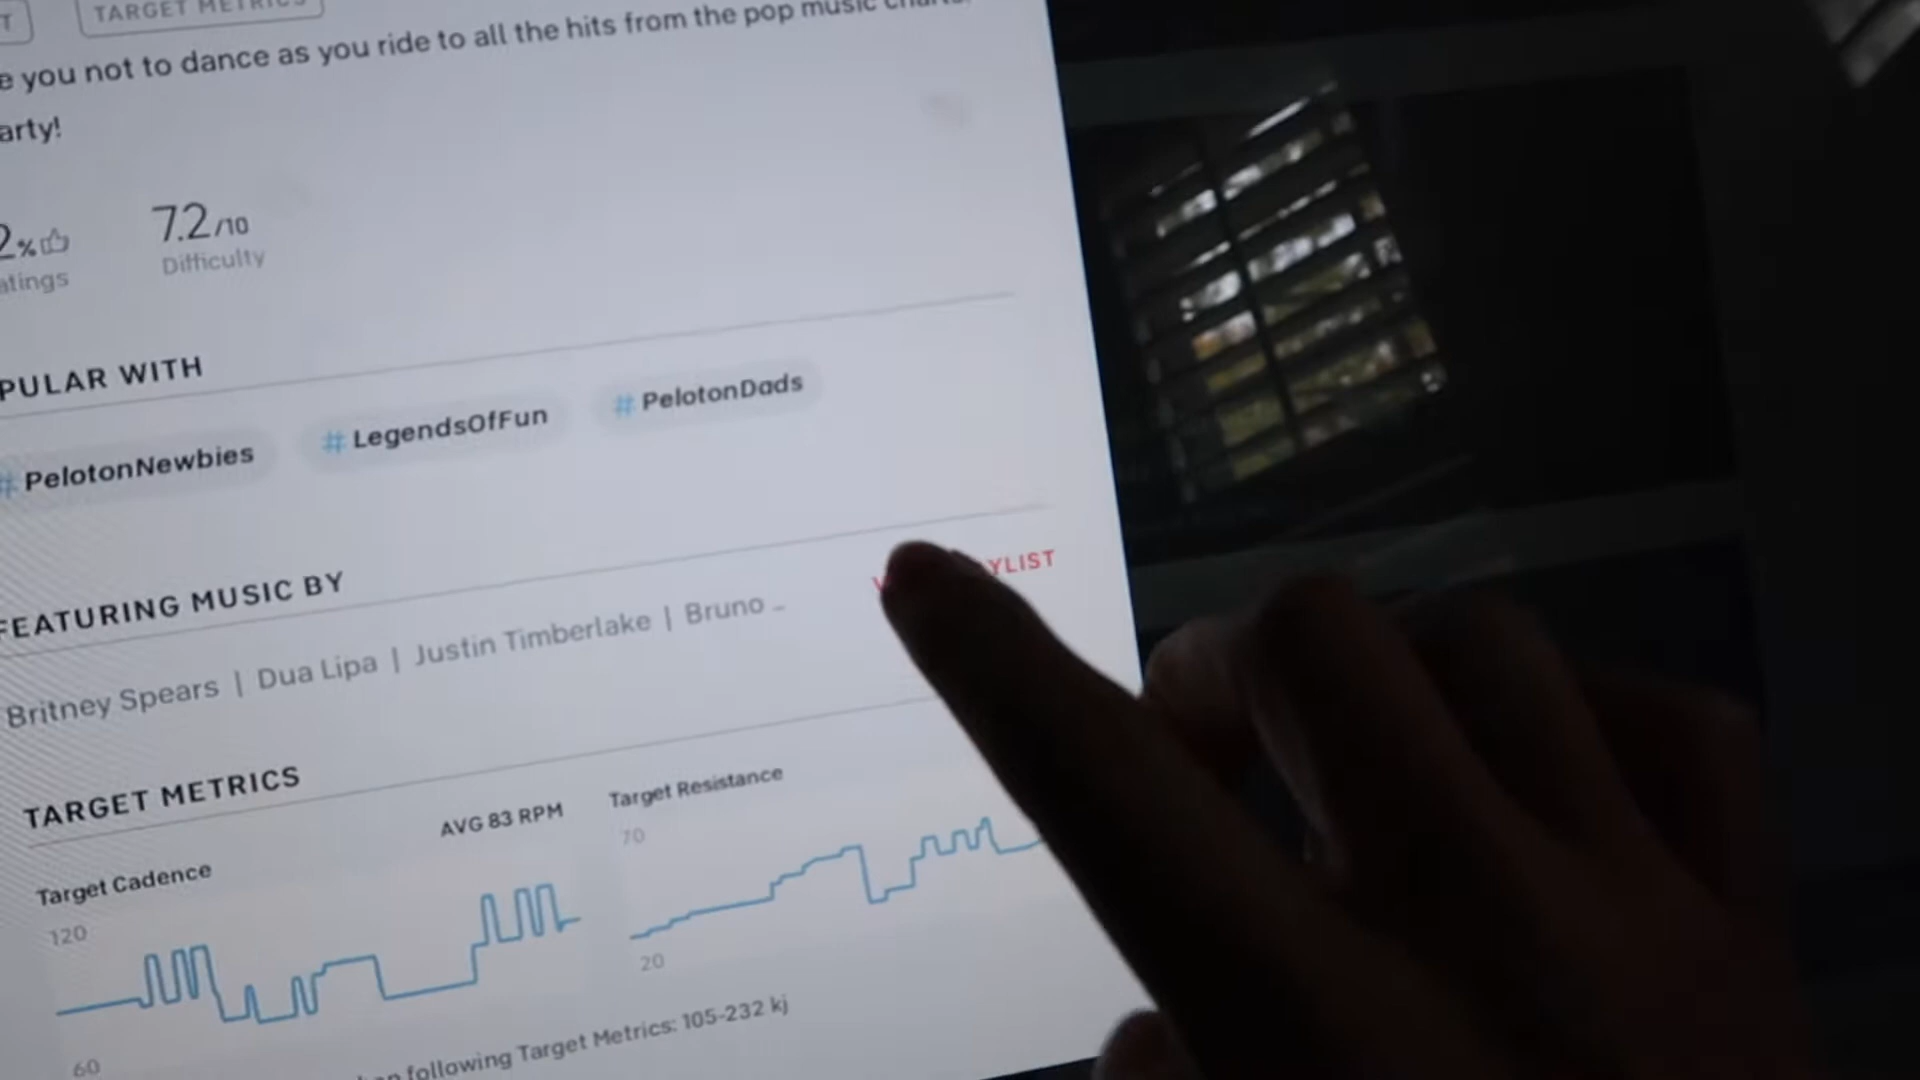 T TARGET METRICS
e you not to dance as you ride to all the hits from the pop music charts.
arty!
2% 7.2/10
atings Difficulty
PULAR WITH
# PelotonNewbies # LegendsOfFun # PelotonDads
FEATURING MUSIC BY YLIST
Britney Spears | Dua Lipa | Justin Timberlake | Bruno ...
TARGET METRICS
Target Cadence AVG 83 RPM Target Resistance
120 70
60 20
following Target Metrics: 105-232 kj